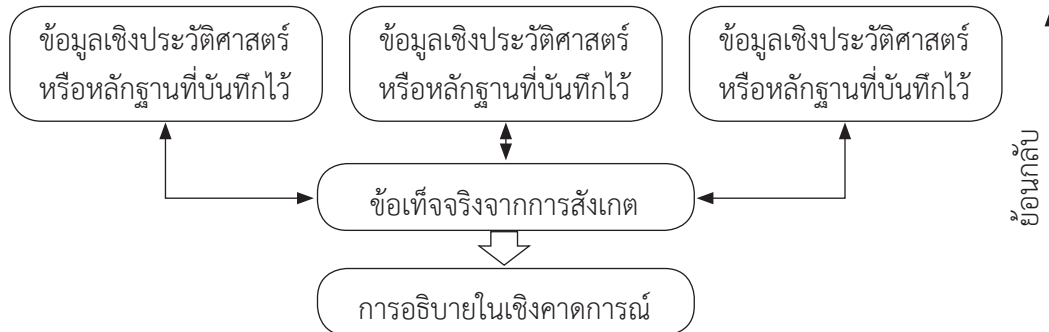 ข้อมูลเชิงประวัติศาสตร์
หรือหลักฐานที่บันทึกไว้
ข้อมูลเชิงประวัติศาสตร์
หรือหลักฐานที่บันทึกไว้
ข้อมูลเชิงประวัติศาสตร์
หรือหลักฐานที่บันทึกไว้
ย้อนกลับ
ข้อเท็จจริงจากการสังเกต
การอธิบายในเชิงคาดการณ์